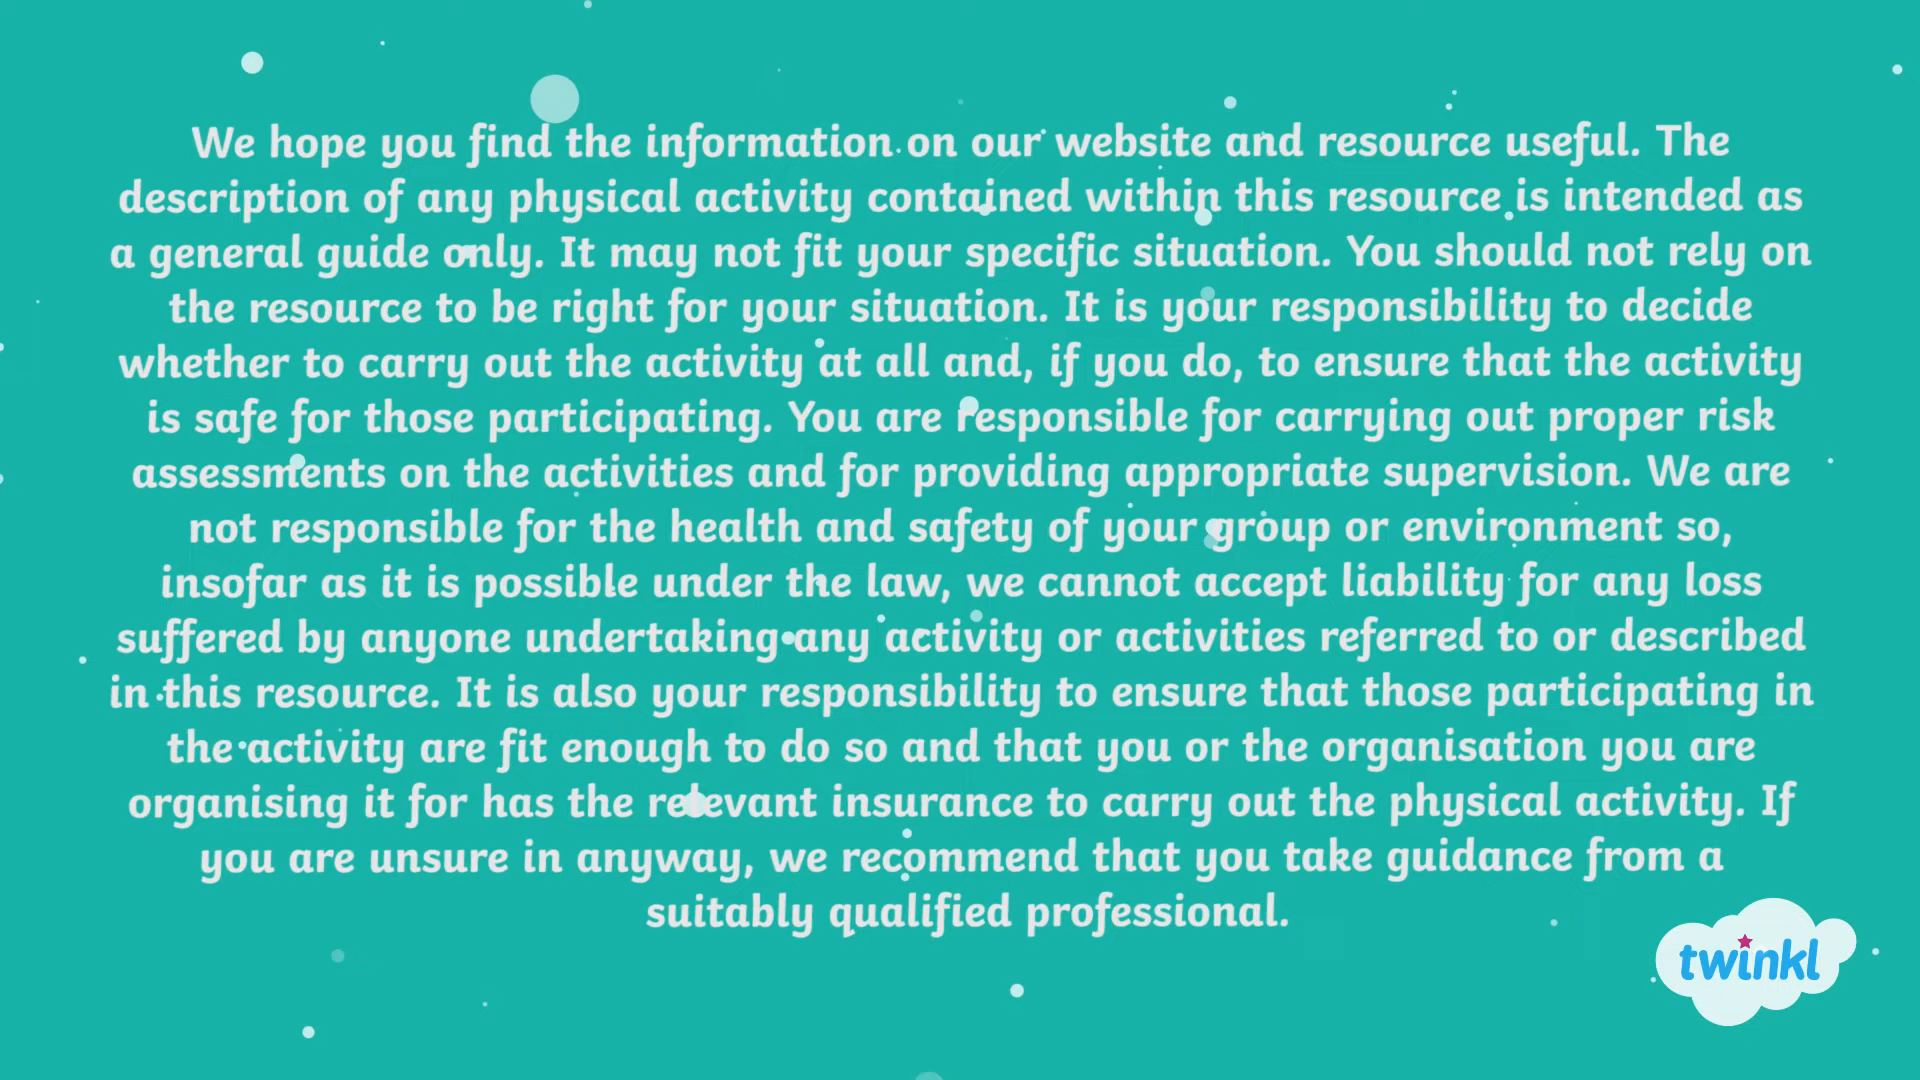 We hope you find the information on our website and resource useful. The
description of any physical activity contained within this resource is intended as
a general guide only. It may not fit your specific situation. You should not rely on
the resource to be right for your situation. It is your responsibility to decide
whether to carry out the activity at all and, if you do, to ensure that the activity
is safe for those participating. You are responsible for carrying out proper risk
assessments on the activities and for providing appropriate supervision. We are
not responsible for the health and safety of your group or environment so,
insofar as it is possible under the law, we cannot accept liability for any loss
suffered by anyone undertaking any activity or activities referred to or described
in this resource. It is also your responsibility to ensure that those participating in
the activity are fit enough to do so and that you or the organisation you are
organising it for has the relevant insurance to carry out the physical activity. If
you are unsure in anyway, we recommend that you take guidance from a
suitably qualified professional.
twinkl